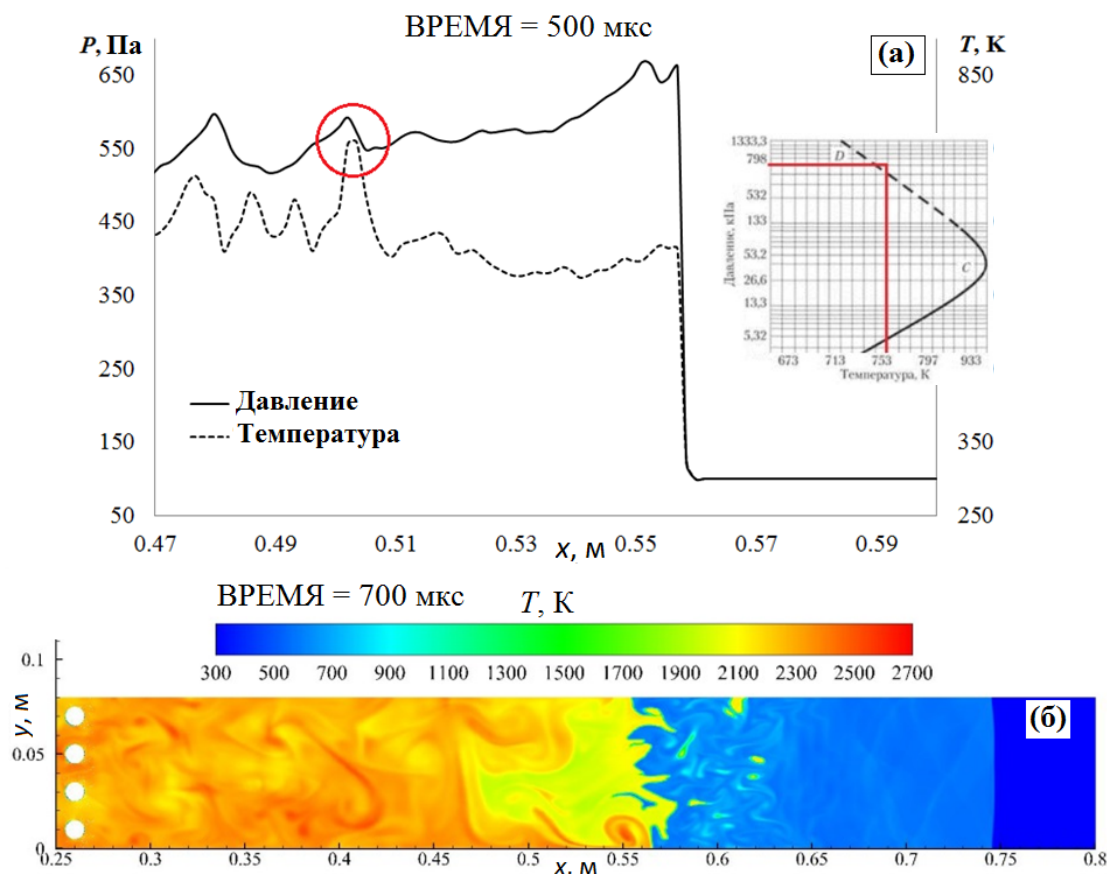 ВРЕМЯ = 500 мкс
P, Па
(а)
T, K
650
850
550
450
350
250
150
350
50
250
Давление
Температура
0.47
0.49
0.51
0.53
0.55
0.57
0.59
x, м
1333,3
798
532
133
53,2
26,6
13,3
5,32
Давление, кПа
D
C
673
713
753
797
933
Температура, К
ВРЕМЯ = 700 мкс
T, К
300 500 700 900 1100 1300 1500 1700 1900 2100 2300 2500 2700
0.1
0.05
0
y, м
(б)
0.25
0.3
0.35
0.4
0.45
0.5
0.55
0.6
0.65
0.7
0.75
0.8
x, м